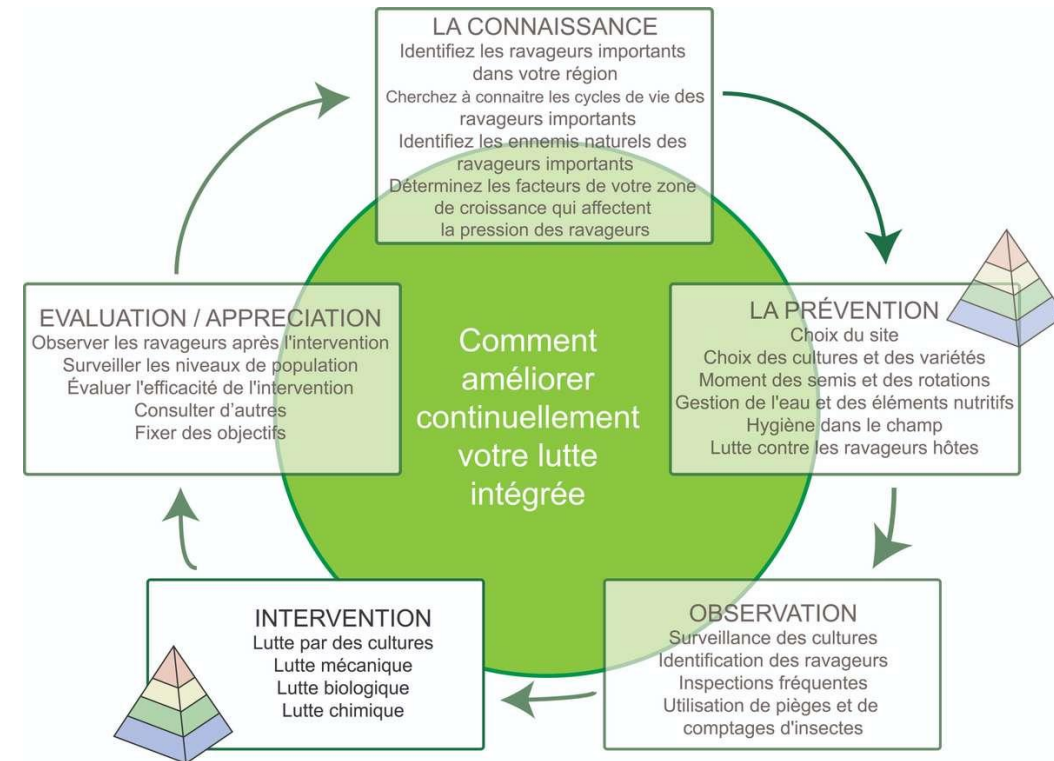 LA CONNAISSANCE
Identifiez les ravageurs importants
dans votre région
Cherchez à connaitre les cycles de vie des
ravageurs importants
Identifiez les ennemis naturels des
ravageurs importants
Déterminez les facteurs de votre zone
de croissance qui affectent
la pression des ravageurs
LA PRÉVENTION
Choix du site
Choix des cultures et des variétés
Moment des semis et des rotations
Gestion de l'eau et des éléments nutritifs
Hygiène dans le champ
Lutte contre les ravageurs hôtes
OBSERVATION
Surveillance des cultures
Identification des ravageurs
Inspections fréquentes
Utilisation de pièges et de
comptages d'insectes
INTERVENTION
Lutte par des cultures
Lutte mécanique
Lutte biologique
Lutte chimique
EVALUATION / APPRECIATION
Observer les ravageurs après l'intervention
Surveiller les niveaux de population
Évaluer l'efficacité de l'intervention
Consulter d'autres
Fixer des objectifs
Comment
améliorer
continuellement
votre lutte
intégrée